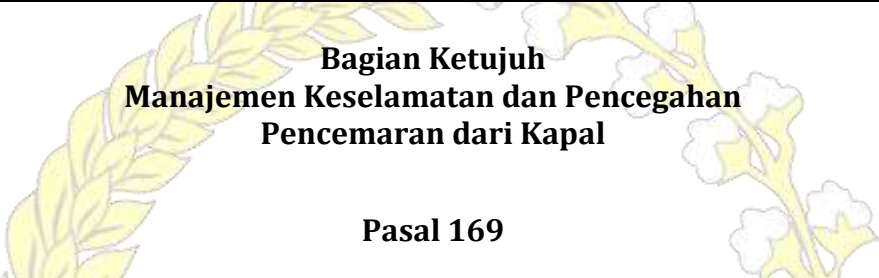 Bagian Ketujuh
Manajemen Keselamatan dan Pencegahan
Pencemaran dari Kapal
Pasal 169